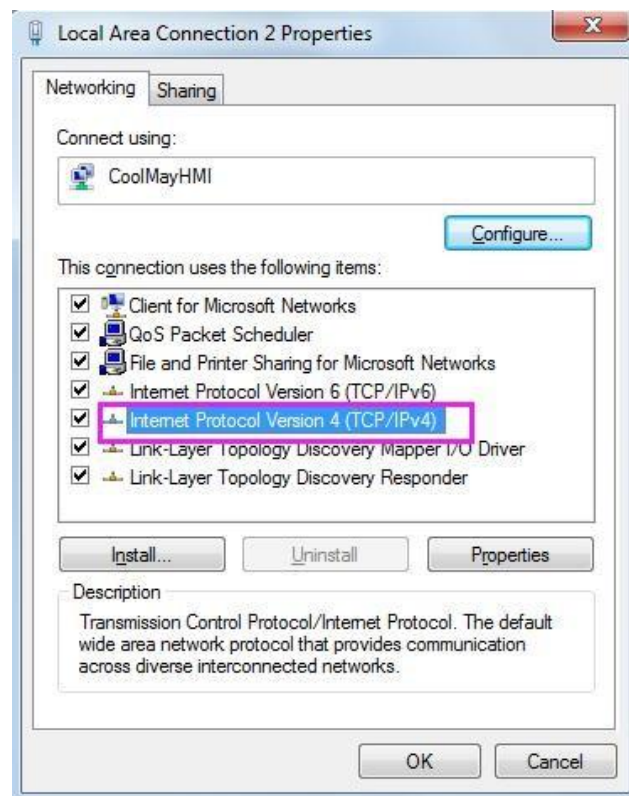 Local Area Connection 2 Properties
Networking
Sharing
Connect using:
CoolMayHMI
Configure...
This connection uses the following items:
Client for Microsoft Networks
QoS Packet Scheduler
File and Printer Sharing for Microsoft Networks
Internet Protocol Version 6 (TCP/IPv6)
Internet Protocol Version 4 (TCP/IPv4)
Link-Layer Topology Discovery Mapper I/O Driver
Link-Layer Topology Discovery Responder
Install...
Uninstall
Properties
Description
Transmission Control Protocol/Internet Protocol. The default
wide area network protocol that provides communication
across diverse interconnected networks.
OK
Cancel